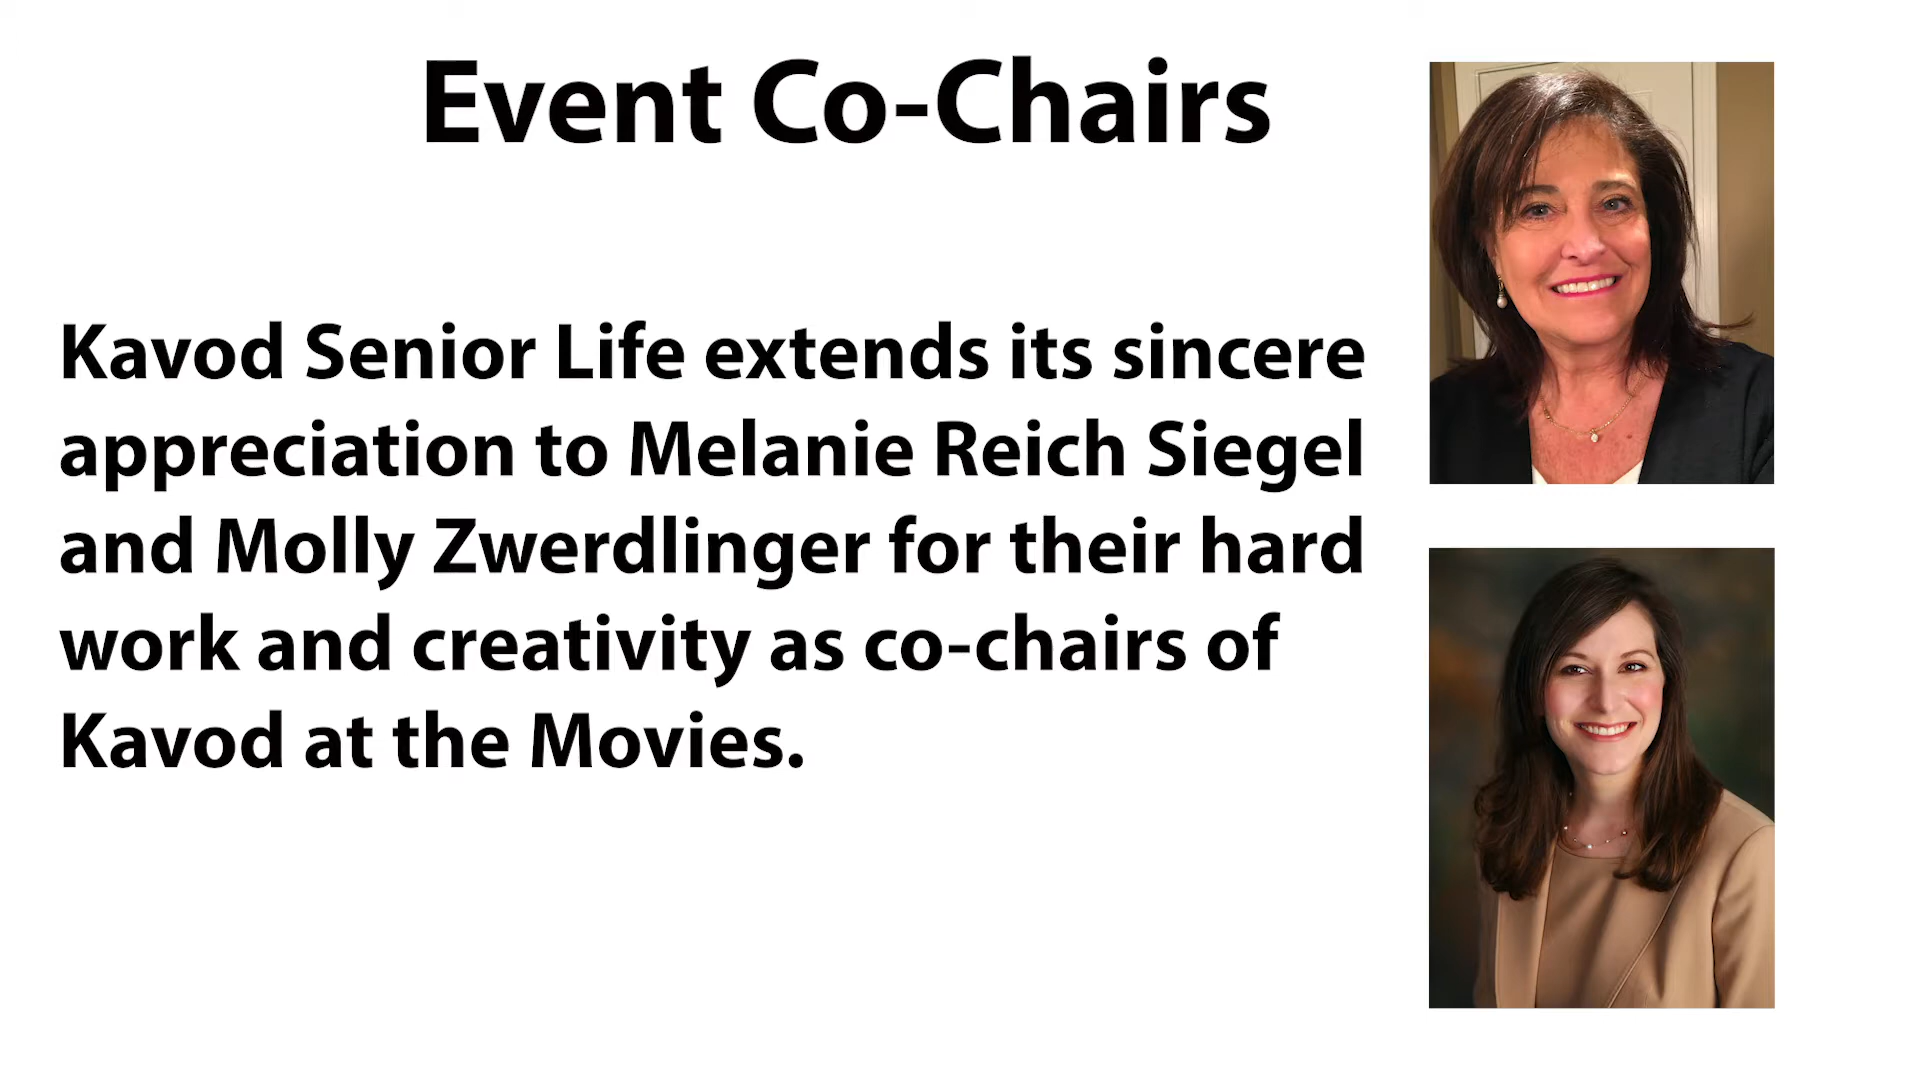 Event Co-Chairs
Kavod Senior Life extends its sincere
appreciation to Melanie Reich Siegel
and Molly Zwerdlinger for their hard
work and creativity as co-chairs of
Kavod at the Movies.